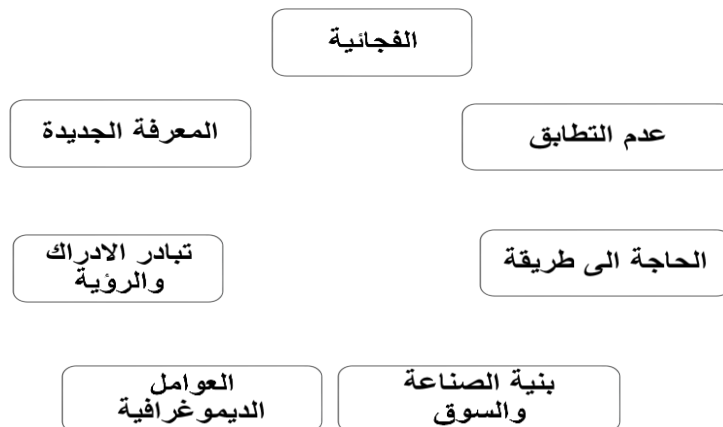 الفجائية
عدم التطابق
المعرفة الجديدة
الحاجة الى طريقة
تبادر الادراك
والرؤية
بنية الصناعة
والسوق
العوامل
الديموغرافية